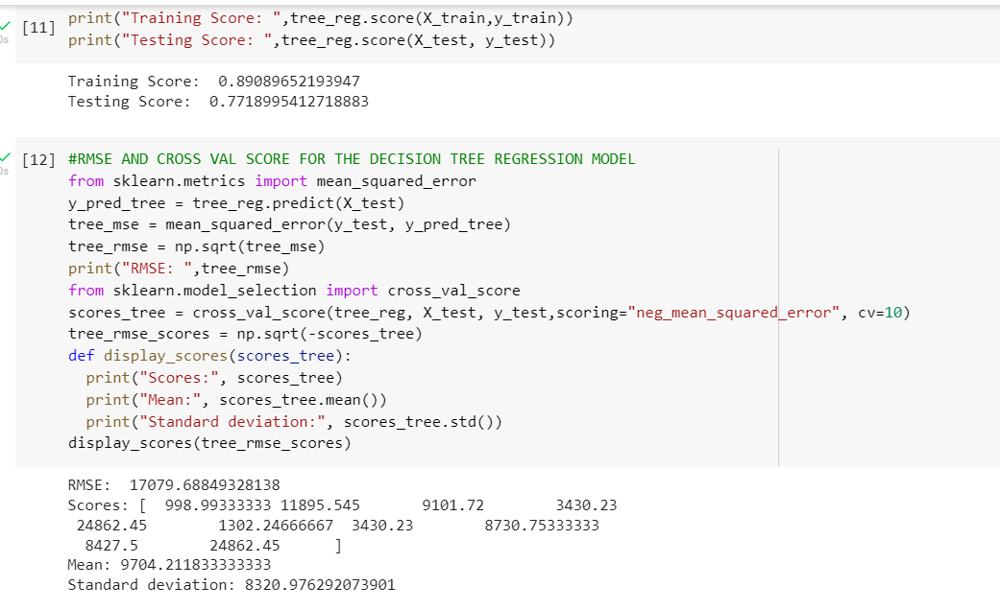 [11] print("Training Score: ",tree_reg.score(X_train,y_train))
0s print("Testing Score: ",tree_reg.score(X_test, y_test))
Training Score:  0.89089652193947
Testing Score:  0.7718995412718883
[12] #RMSE AND CROSS VAL SCORE FOR THE DECISION TREE REGRESSION MODEL
0s from sklearn.metrics import mean_squared_error
y_pred_tree = tree_reg.predict(X_test)
tree_mse = mean_squared_error(y_test, y_pred_tree)
tree_rmse = np.sqrt(tree_mse)
print("RMSE: ",tree_rmse)
from sklearn.model_selection import cross_val_score
scores_tree = cross_val_score(tree_reg, X_test, y_test,scoring="neg_mean_squared_error", cv=10)
tree_rmse_scores = np.sqrt(-scores_tree)
def display_scores(scores_tree):
  print("Scores:", scores_tree)
  print("Mean:", scores_tree.mean())
  print("Standard deviation:", scores_tree.std())
display_scores(tree_rmse_scores)
RMSE:  17079.68849328138
Scores: [  998.99333333 11895.545       9101.72        3430.23
 24862.45        1302.24666667  3430.23        8730.75333333
  8427.5        24862.45      ]
Mean: 9704.211833333333
Standard deviation: 8320.976292073901